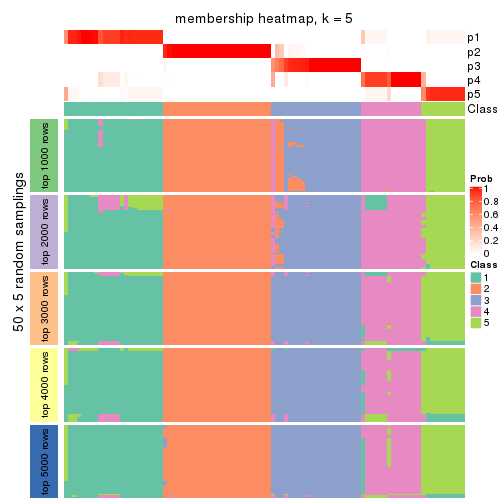 membership heatmap, k = 5
p1
p2
p3
p4
p5
Class
50 x 5 random samplings
top 1000 rows
top 2000 rows
top 3000 rows
top 4000 rows
top 5000 rows
Prob
1
0.8
0.6
0.4
0.2
0
Class
1
2
3
4
5